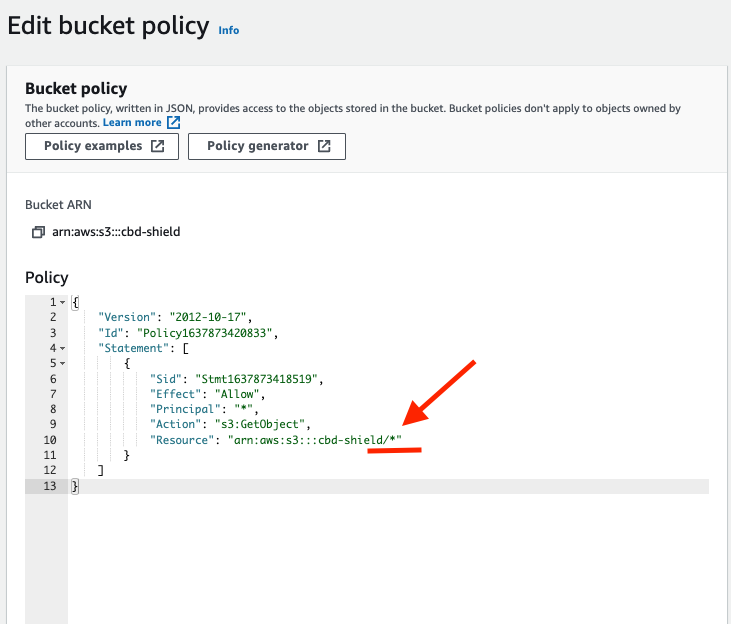 Edit bucket policy Info
Bucket policy
The bucket policy, written in JSON, provides access to the objects stored in the bucket. Bucket policies don't apply to objects owned by
other accounts. Learn more
Policy examples Policy generator
Bucket ARN
arn:aws:s3:::cbd-shield
Policy
1 {
2 "Version": "2012-10-17",
3 "Id": "Policy1637873420833",
4 "Statement": [
5 {
6 "Sid": "Stmt1637873418519",
7 "Effect": "Allow",
8 "Principal": "*",
9 "Action": "s3:GetObject",
10 "Resource": "arn:aws:s3:::cbd-shield/*"
11 }
12 ]
13 }